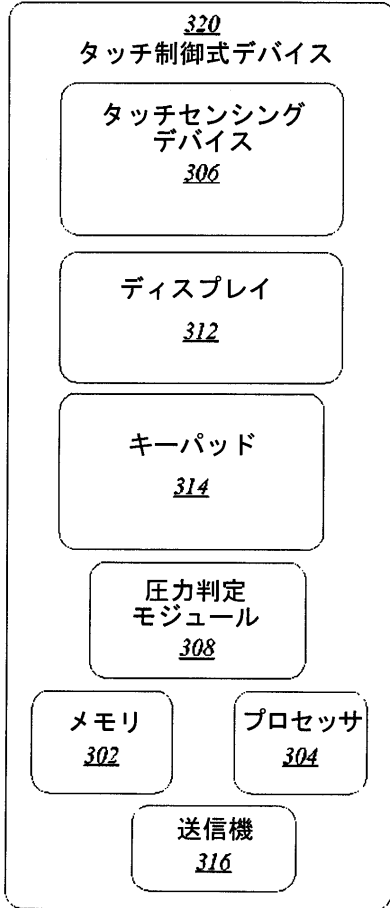 320
タッチ制御式デバイス
タッチセンシング
デバイス
306
ディスプレイ
312
キーパッド
314
圧力判定
モジュール
308
メモリ
302
プロセッサ
304
送信機
316